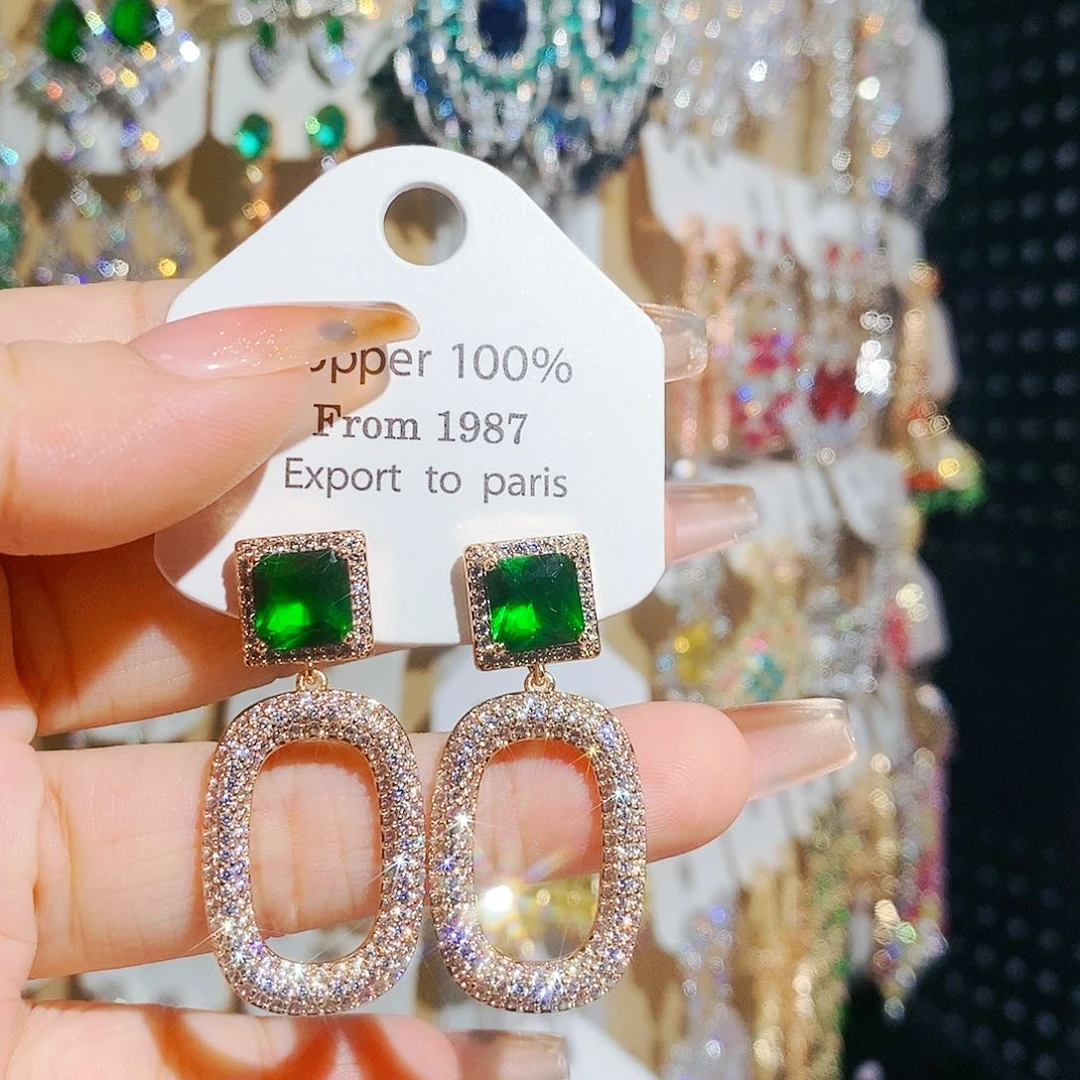 opper 100%
From 1987
Export to paris